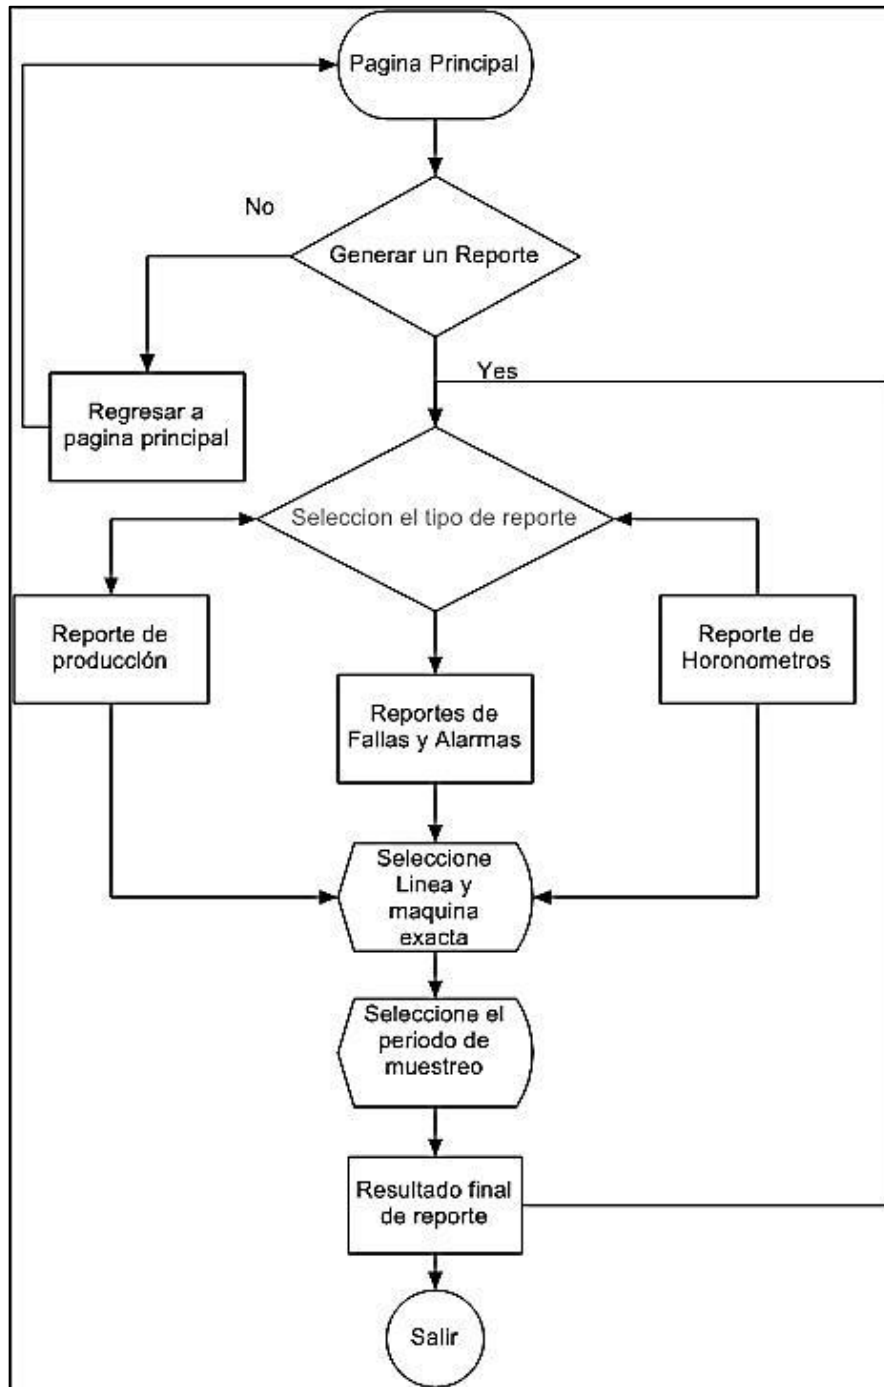 Pagina Principal
No
Generar un Reporte
Yes
Regresar a
pagina principal
Seleccion el tipo de reporte
Reporte de
producción
Reportes de
Fallas y Alarmas
Reporte de
Horonometros
Seleccione
Linea y
maquina
exacta
Seleccione el
periodo de
muestreo
Resultado final
de reporte
Salir